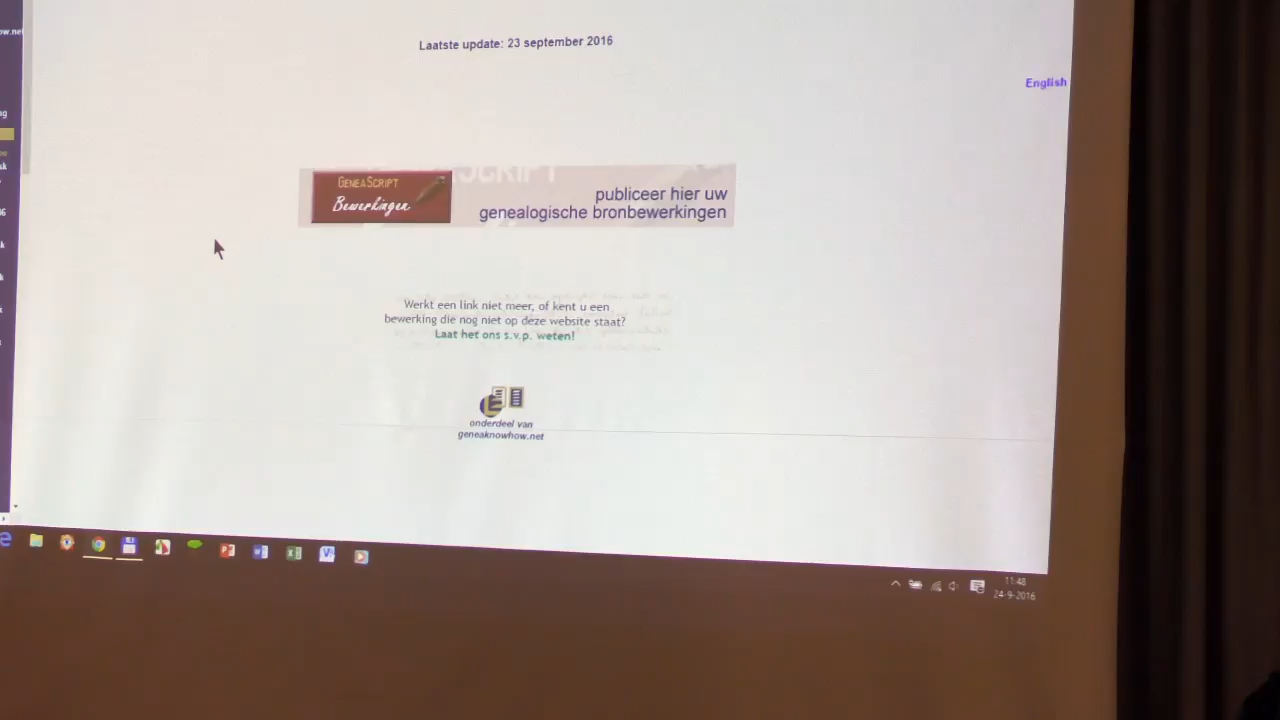 ow.net
Laatste update: 23 september 2016
English
GENEASCRIPT
Bewerkingen
publiceer hier uw
genealogische bronbewerkingen
Werkt een link niet meer, of kent u een
bewerking die nog niet op deze website staat?
Laat het ons s.v.p. weten!
onderdeel van
geneaknowhow.net
11:48
24-9-2016